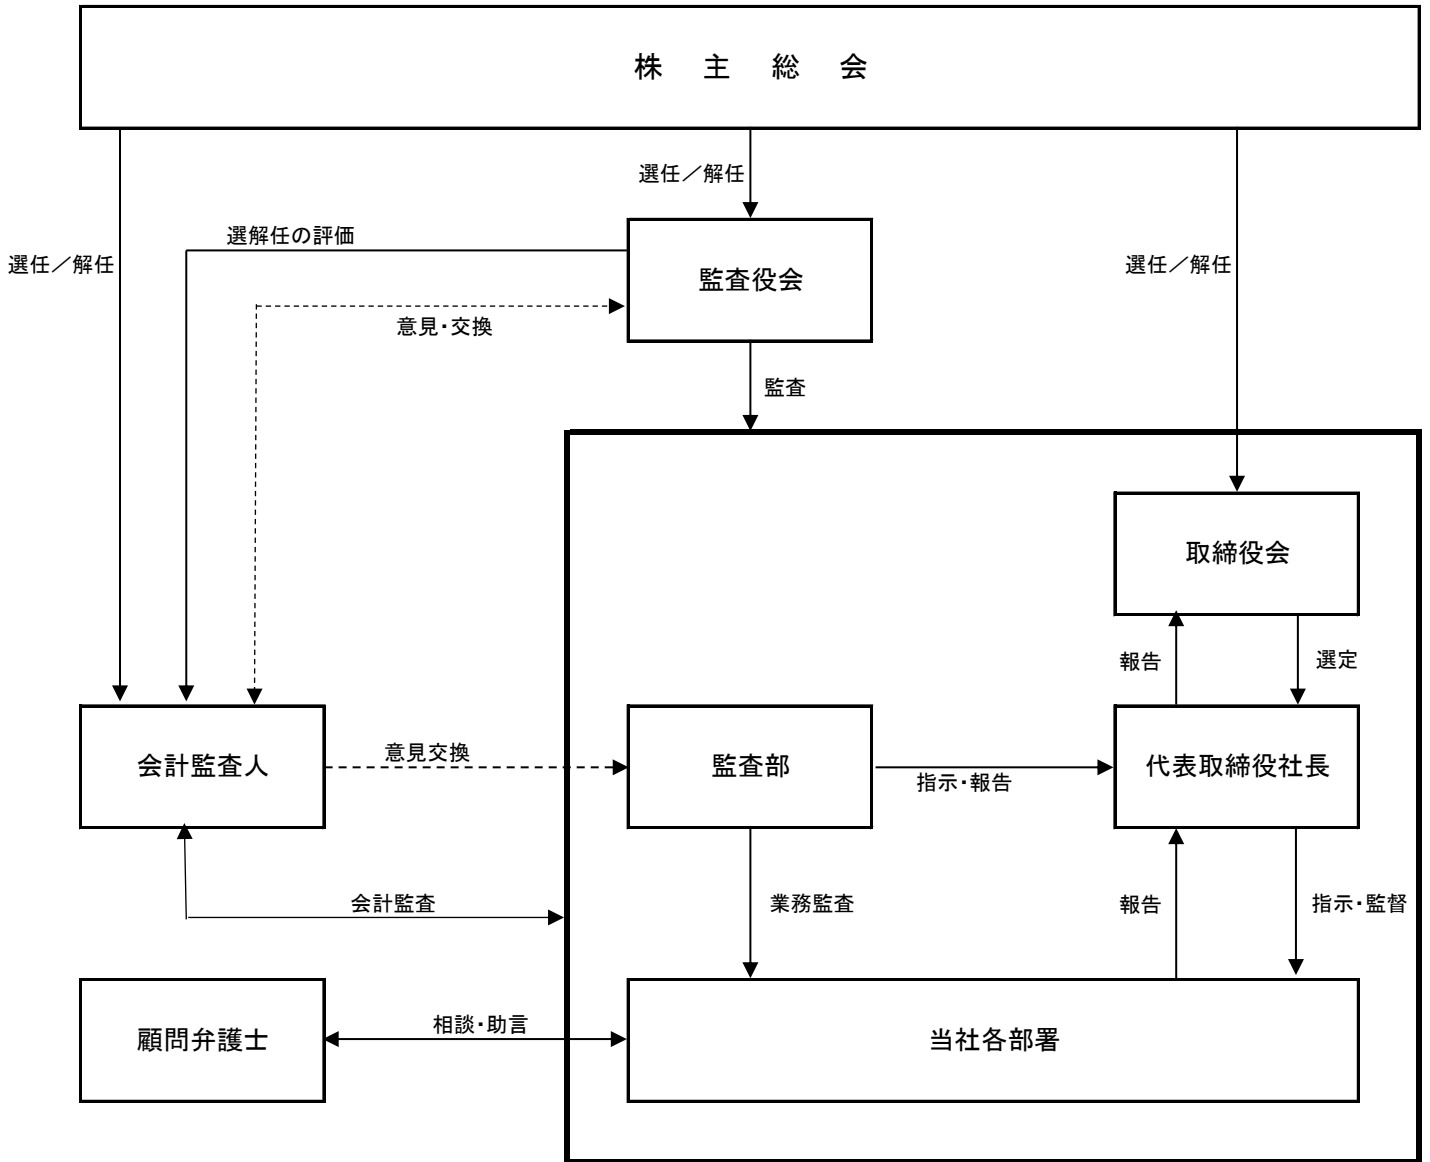 株 主 総 会
選任／解任
選解任の評価
選任／解任
選任／解任
監査役会
意見・交換
監査
取締役会
報告
選定
意見交換
会計監査人
監査部
代表取締役社長
指示・報告
会計監査
業務監査
報告
指示・監督
相談・助言
顧問弁護士
当社各部署